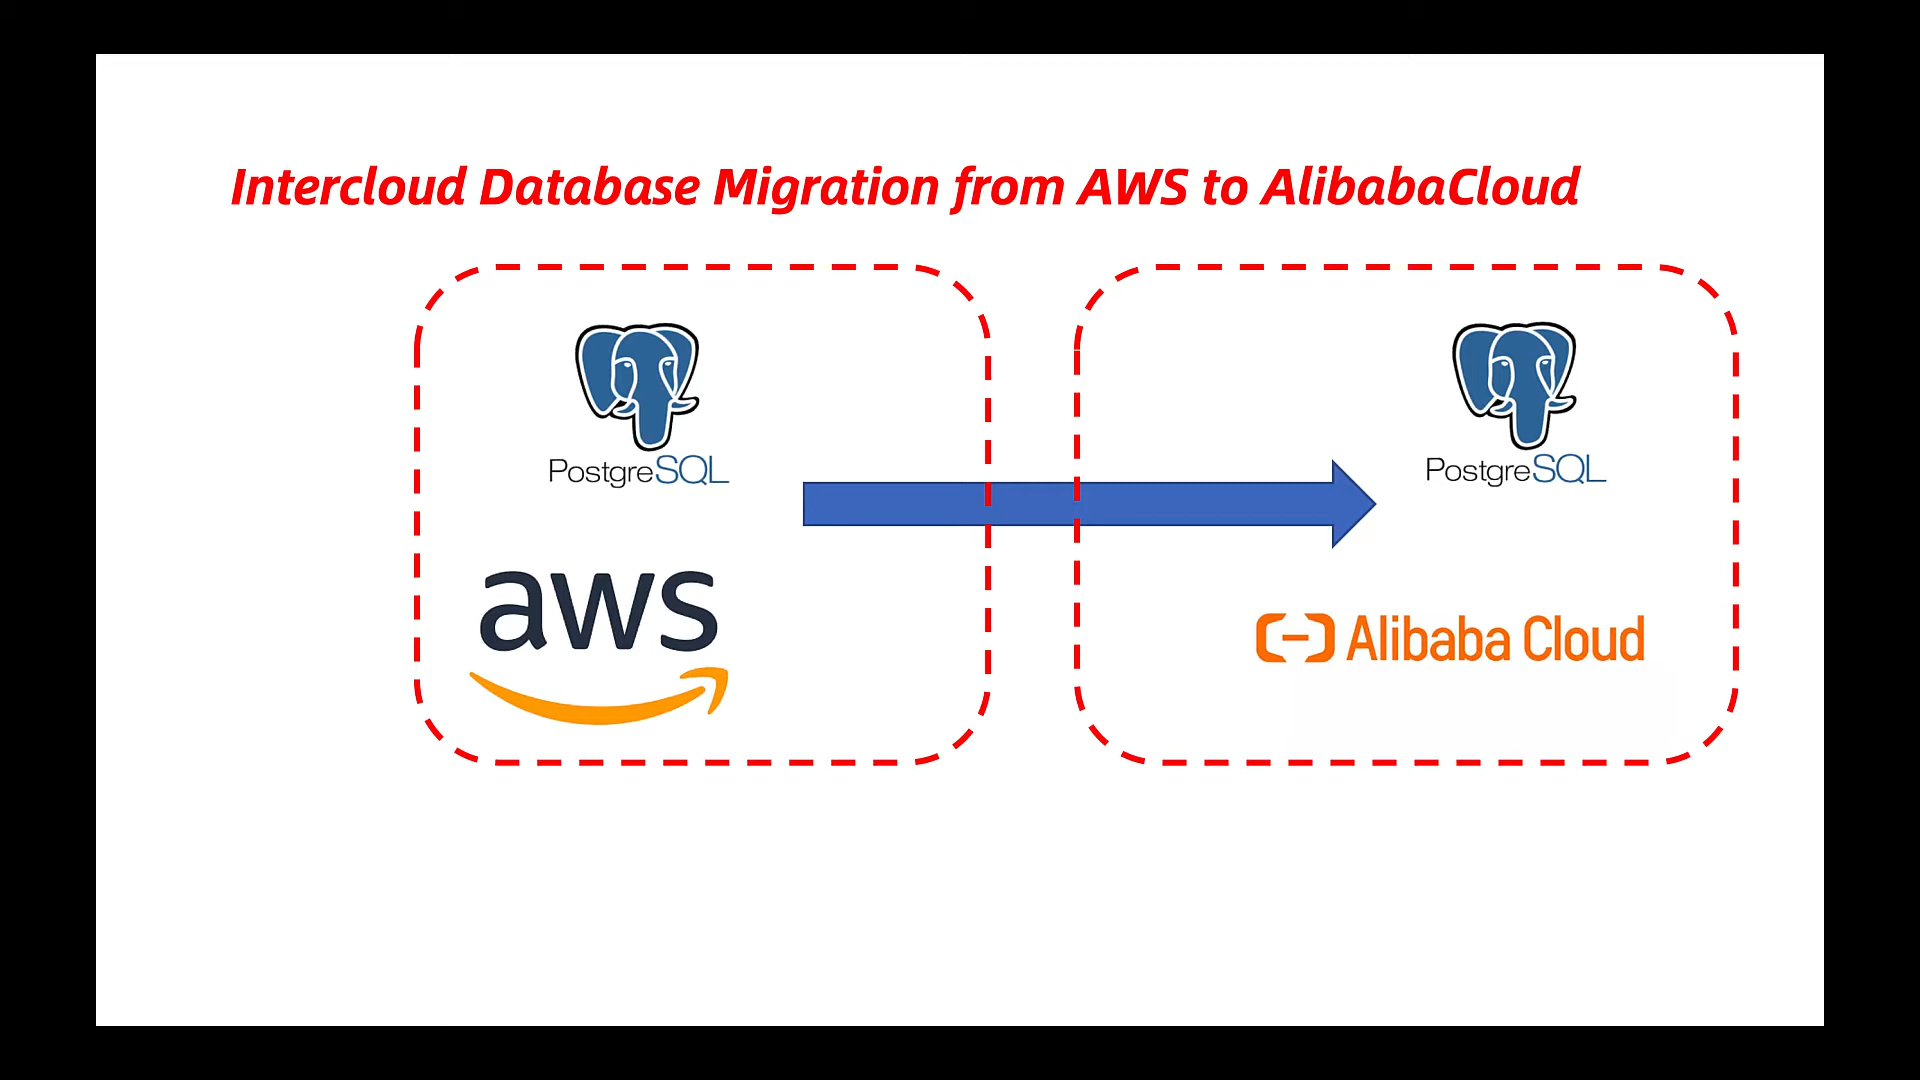 Intercloud Database Migration from AWS to AlibabaCloud
PostgreSQL
PostgreSQL
aws
Alibaba Cloud